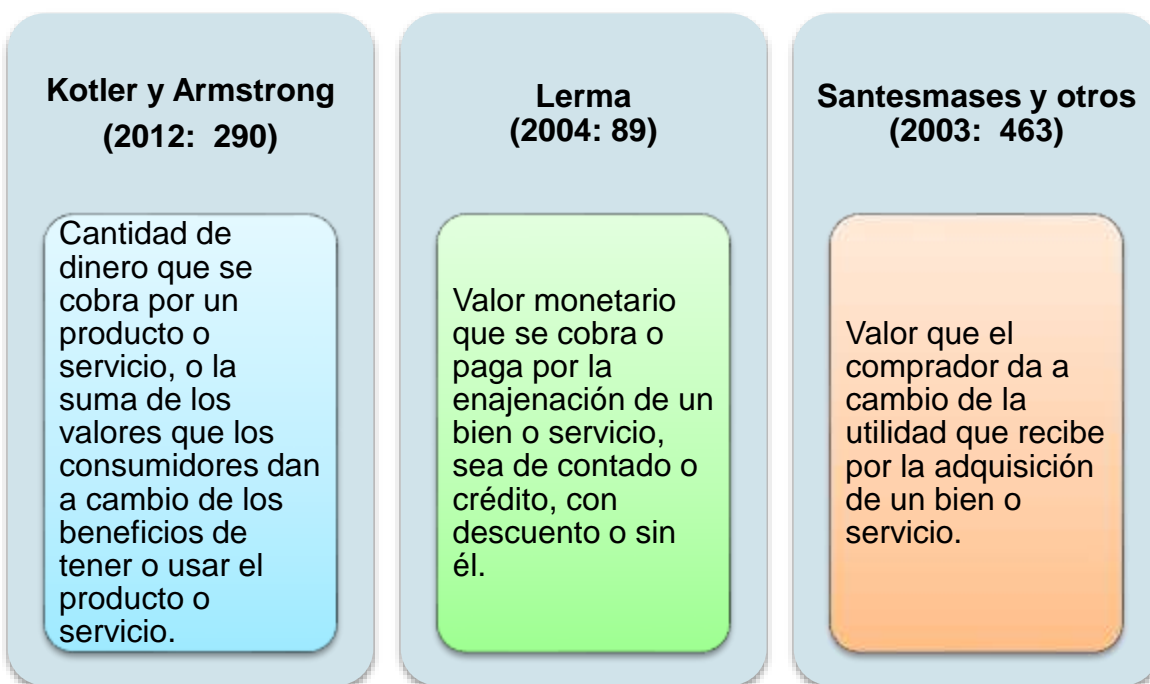 Kotler y Armstrong
(2012: 290)
Cantidad de
dinero que se
cobra por un
producto o
servicio, o la
suma de los
valores que los
consumidores dan
a cambio de los
beneficios de
tener o usar el
producto o
servicio.
Lerma
(2004: 89)
Valor monetario
que se cobra o
paga por la
enajenación de un
bien o servicio,
sea de contado o
crédito, con
descuento o sin
él.
Santesmases y otros
(2003: 463)
Valor que el
comprador da a
cambio de la
utilidad que recibe
por la adquisición
de un bien o
servicio.